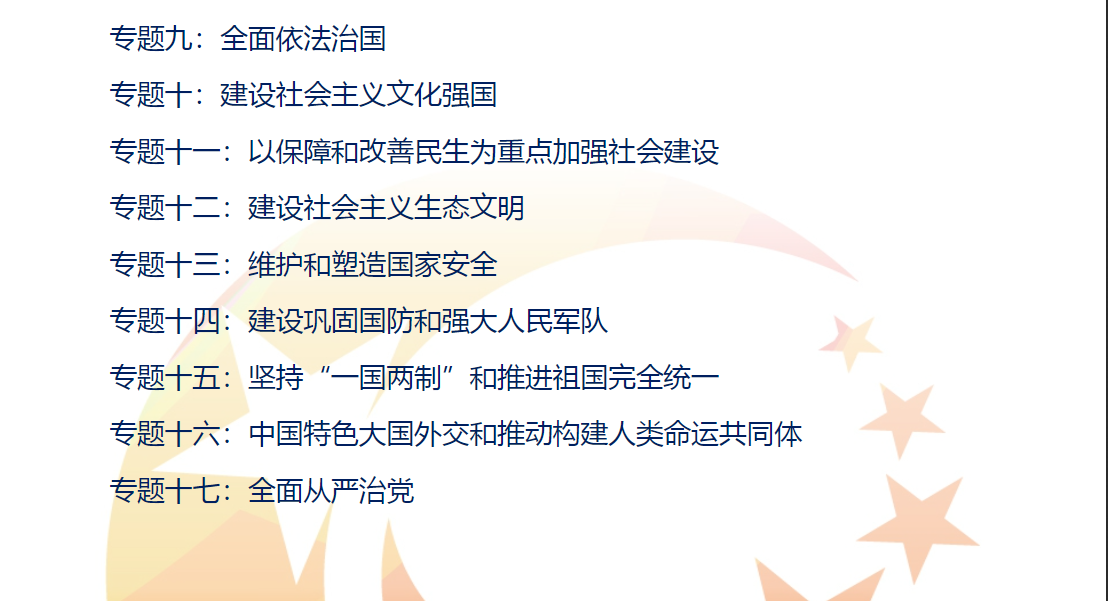 专题九：全面依法治国
专题十：建设社会主义文化强国
专题十一：以保障和改善民生为重点加强社会建设
专题十二：建设社会主义生态文明
专题十三：维护和塑造国家安全
专题十四：建设巩固国防和强大人民军队
专题十五：坚持“一国两制”和推进祖国完全统一
专题十六：中国特色大国外交和推动构建人类命运共同体
专题十七：全面从严治党